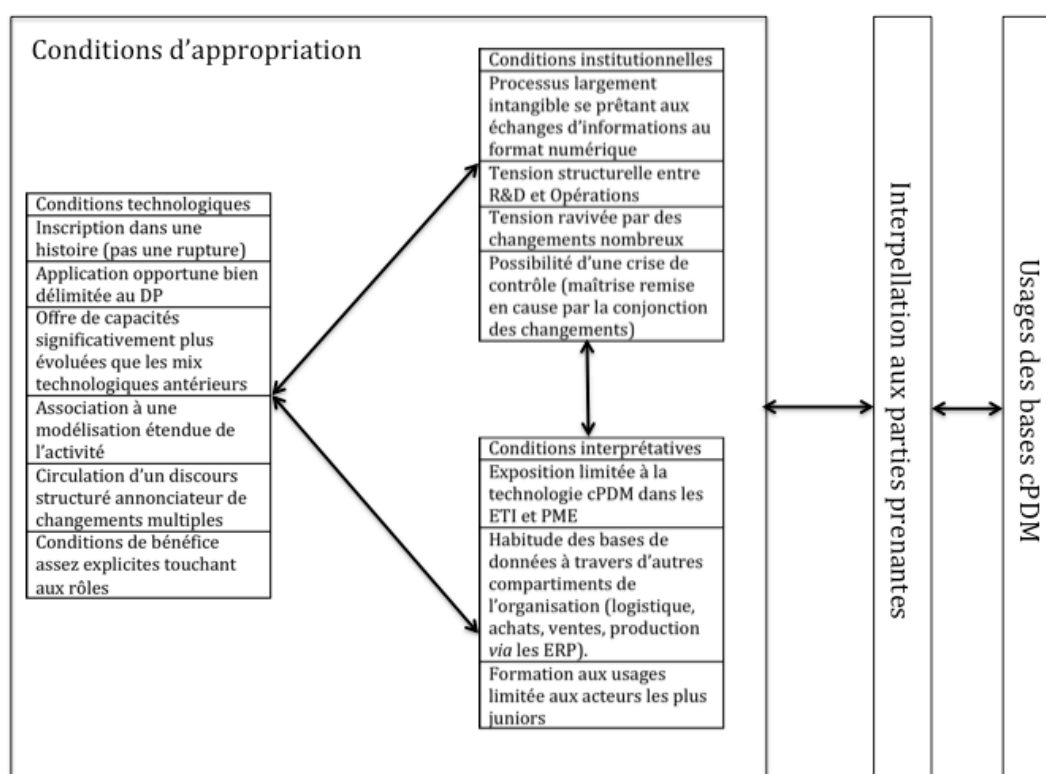 Conditions d'appropriation
Conditions technologiques
Inscription dans une
histoire (pas une rupture)
Application opportune bien
délimitée au DP
Offre de capacités
significativement plus
évoluées que les mix
technologiques antérieurs
Association à une
modélisation étendue de
l'activité
Circulation d'un discours
structuré annonciateur de
changements multiples
Conditions de bénéfice
assez explicites touchant
aux rôles
Conditions institutionnelles
Processus largement
intangible se prêtant aux
échanges d'informations au
format numérique
Tension structurelle entre
R&D et Opérations
Tension ravivée par des
changements nombreux
Possibilité d'une crise de
contrôle (maîtrise remise
en cause par la conjonction
des changements)
Conditions interprétatives
Exposition limitée à la
technologie cPDM dans les
ETI et PME
Habitude des bases de
données à travers d'autres
compartiments de
l'organisation (logistique,
achats, ventes, production
via les ERP).
Formation aux usages
limitée aux acteurs les plus
juniors
Interpellation aux parties prenantes
Usages des bases cPDM